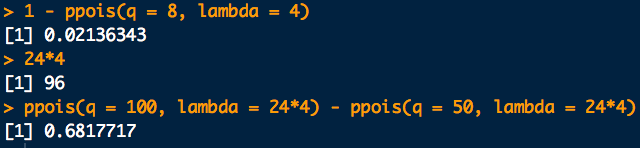 > 1 - ppois(q = 8, lambda = 4)
[1] 0.02136343
> 24*4
[1] 96
> ppois(q = 100, lambda = 24*4) - ppois(q = 50, lambda = 24*4)
[1] 0.6817717